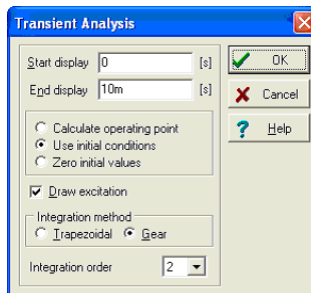 Transient Analysis
Start display 0 [s]
End display 10m [s]
OK
Cancel
Help
Calculate operating point
Use initial conditions
Zero initial values
Draw excitation
Integration method
Trapezoidal Gear
Integration order 2